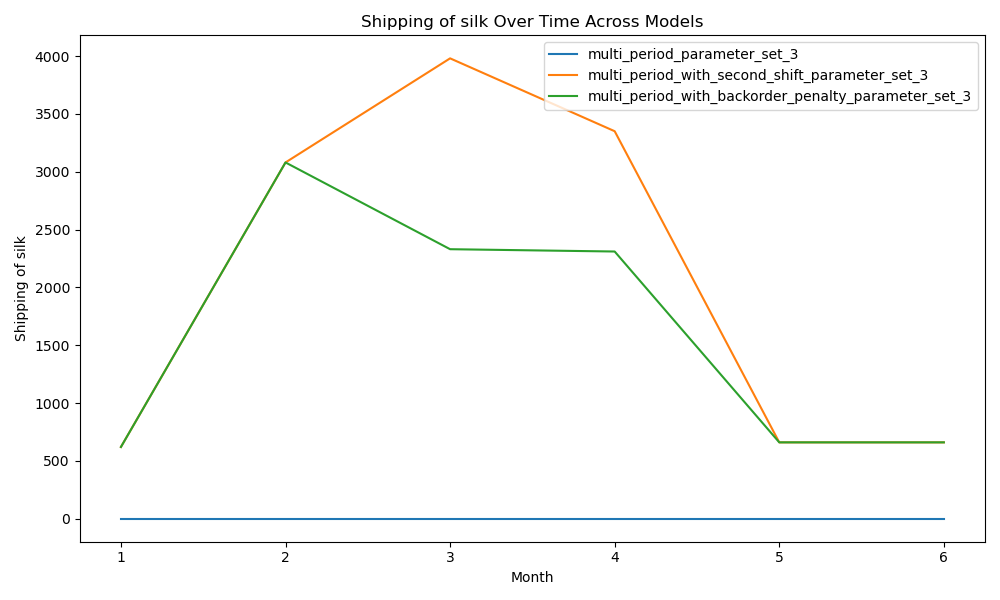 Shipping of silk Over Time Across Models
multi_period_parameter_set_3
multi_period_with_second_shift_parameter_set_3
multi_period_with_backorder_penalty_parameter_set_3
Shipping of silk
4000
3500
3000
2500
2000
1500
1000
500
0
1 2 3 4 5 6
Month